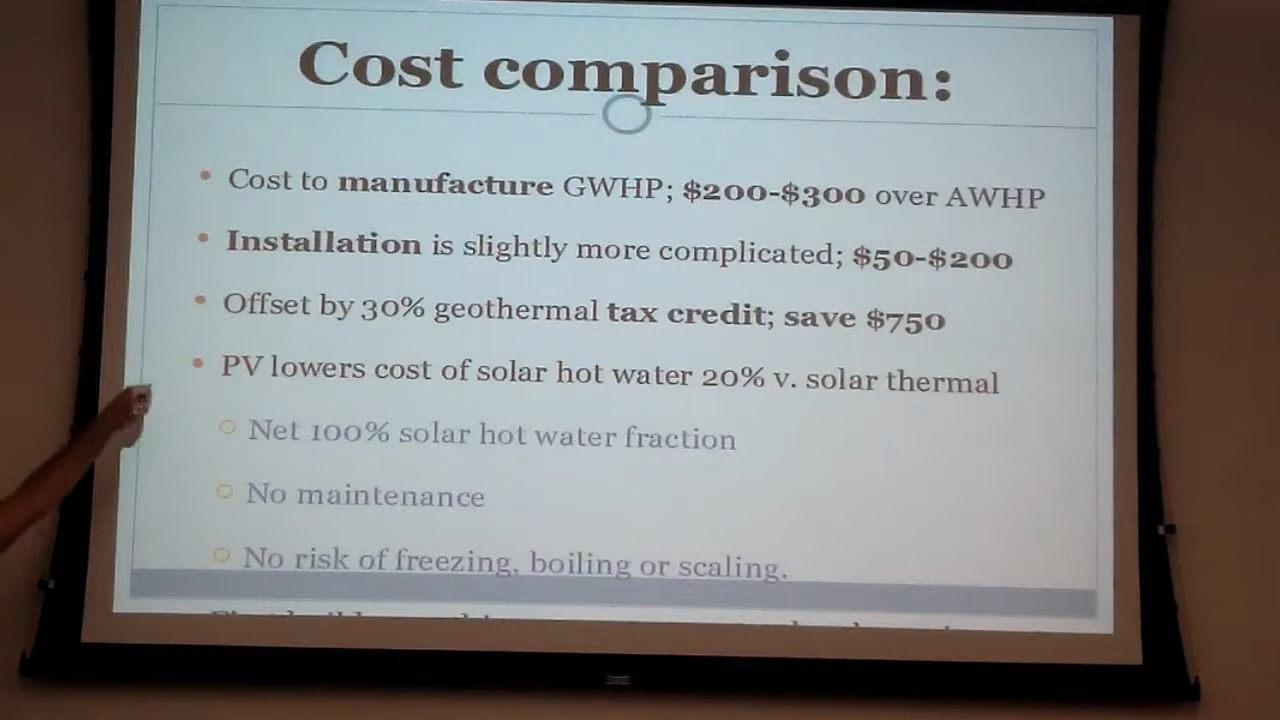 Cost comparison:
• Cost to manufacture GWHP; $200-$300 over AWHP
• Installation is slightly more complicated; $50-$200
• Offset by 30% geothermal tax credit; save $750
• PV lowers cost of solar hot water 20% v. solar thermal
○ Net 100% solar hot water fraction
○ No maintenance
○ No risk of freezing, boiling or scaling.